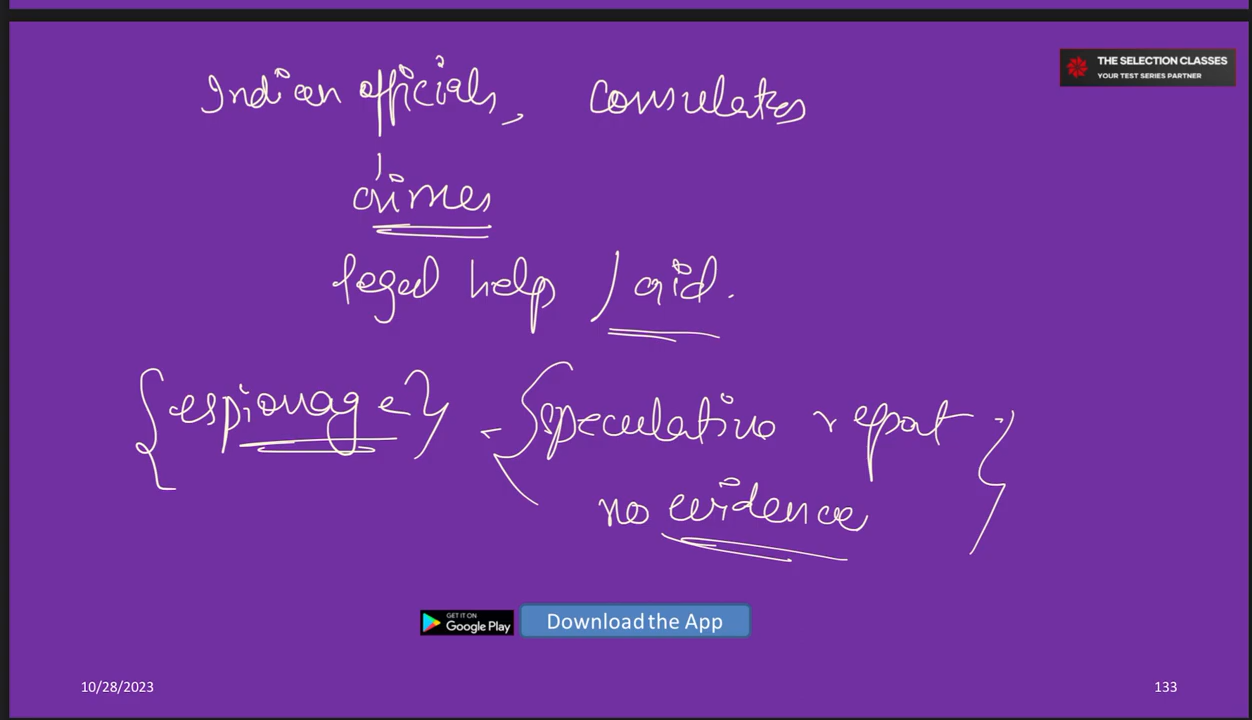 THE SELECTION CLASSES
YOUR TEST SERIES PARTNER
Indian officials, consulates
crimes
legal help / aid.
{espionage} - {speculative report
no evidence}
GET IT ON
Google Play
Download the App
10/28/2023
133